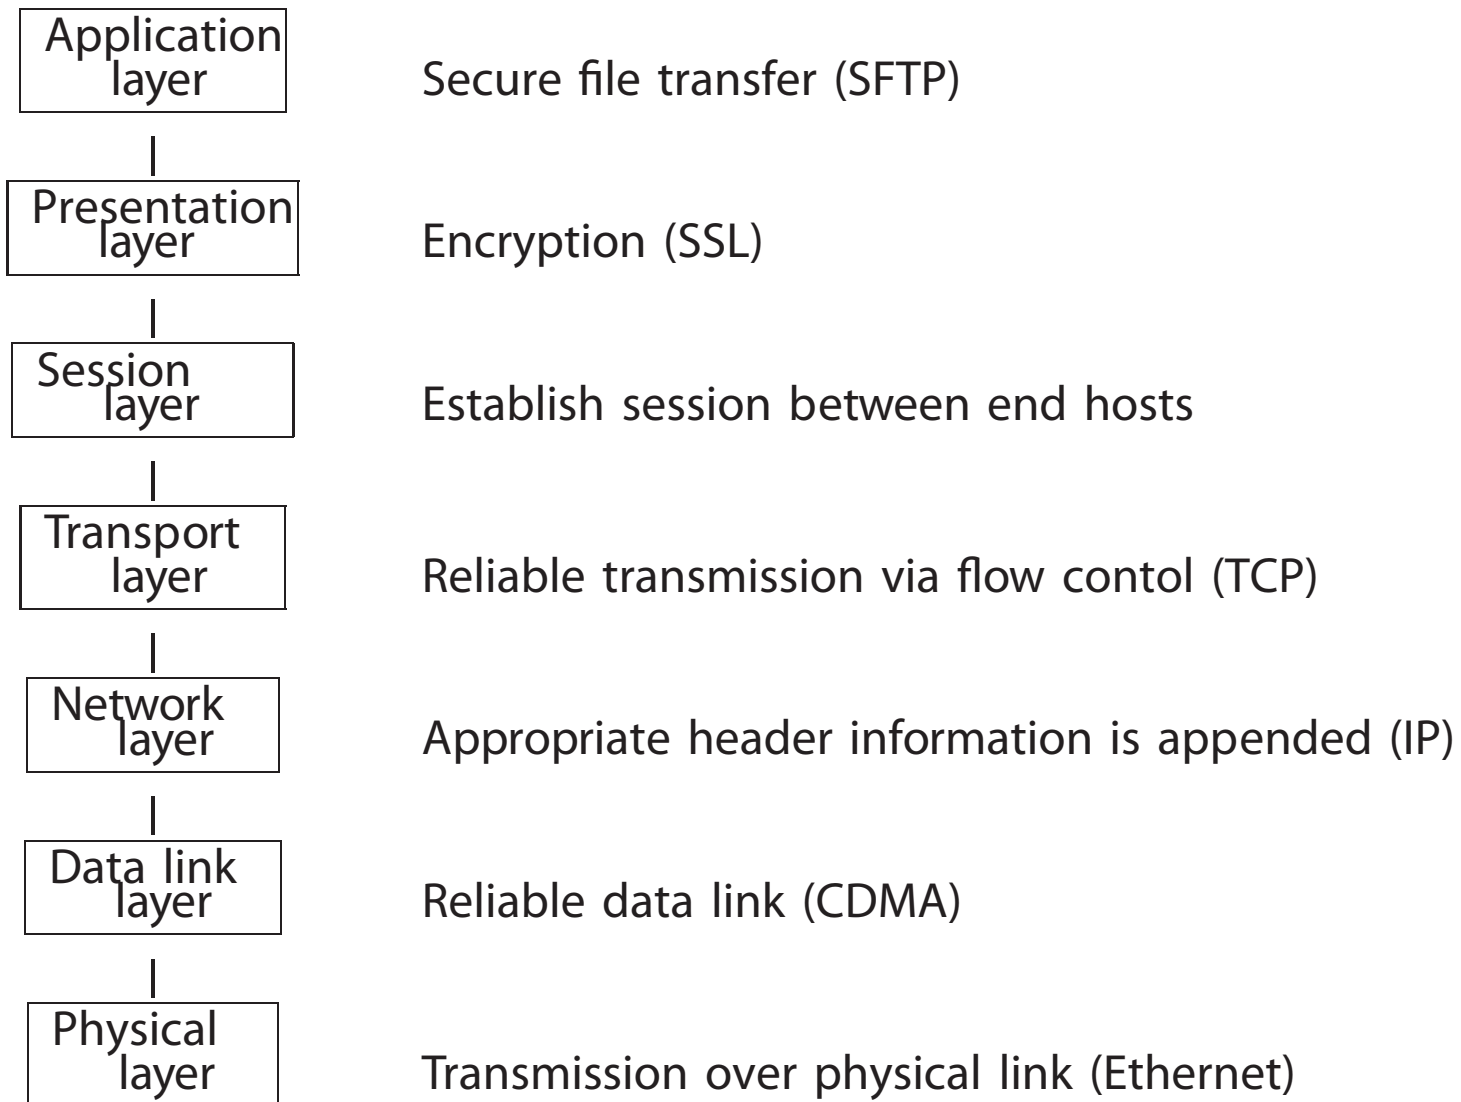 Application
layer
Secure file transfer (SFTP)
Presentation
layer
Encryption (SSL)
Session
layer
Establish session between end hosts
Transport
layer
Reliable transmission via flow contol (TCP)
Network
layer
Appropriate header information is appended (IP)
Data link
layer
Reliable data link (CDMA)
Physical
layer
Transmission over physical link (Ethernet)